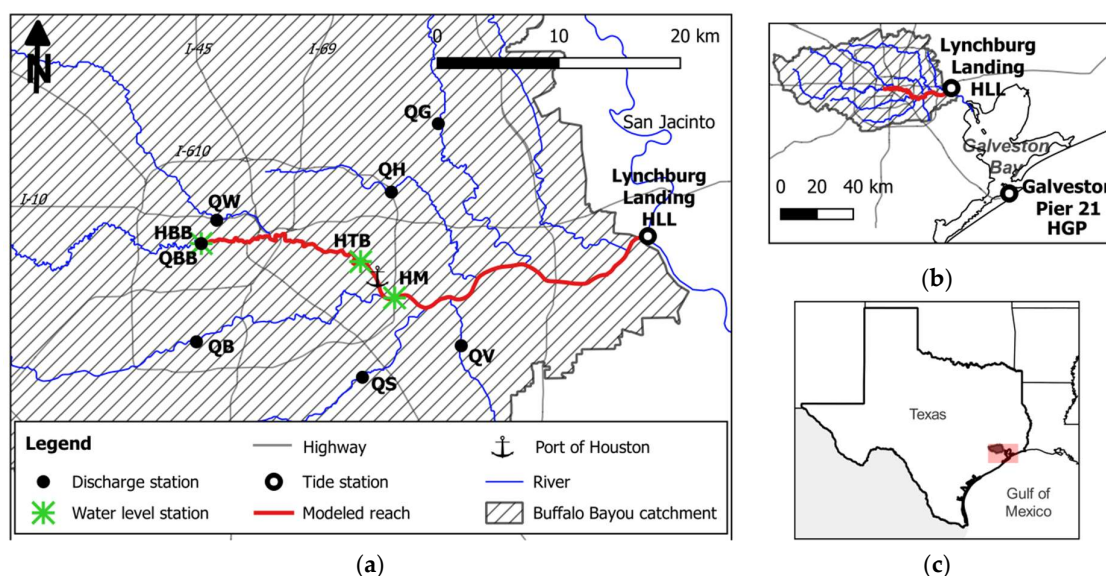 N
I-45
I-69
0 10 20 km
QG
San Jacinto
I-610
QH
Lynchburg
Landing
HLL
I-10
QW
HBB
QBB
HTB
HM
QB
QV
QS
Legend
Highway
Port of Houston
Discharge station
Tide station
River
Water level station
Modeled reach
Buffalo Bayou catchment
(a)
Lynchburg
Landing
HLL
Galveston
Bay
0 20 40 km
Galveston
Pier 21
HGP
(b)
Texas
Gulf of
Mexico
(c)